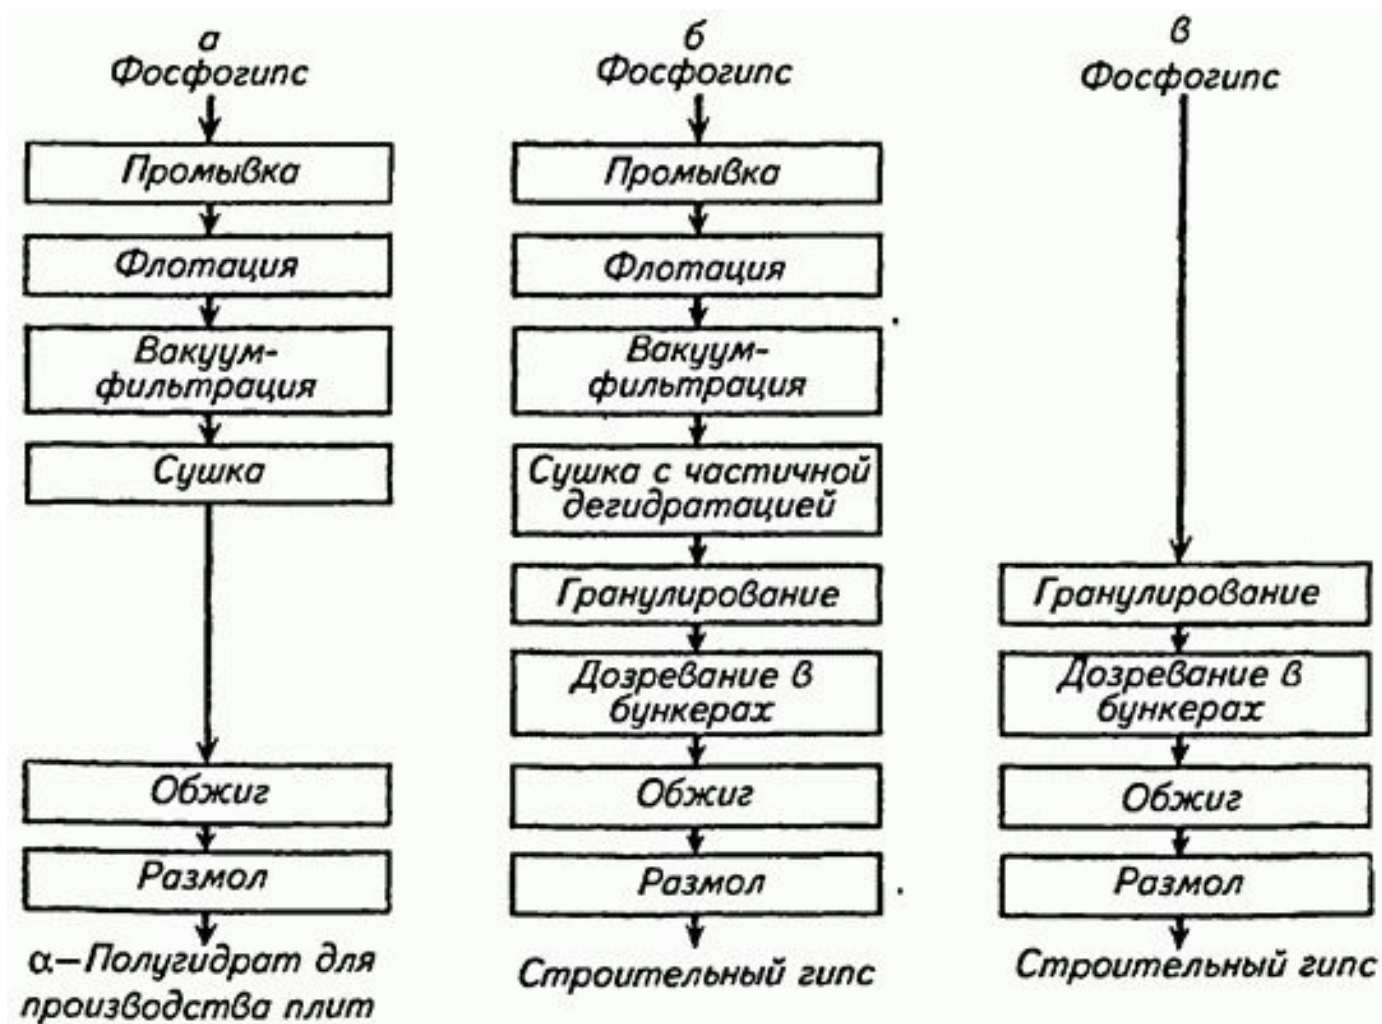 а
Фосфогипс
Промывка
Флотация
Вакуум-
фильтрация
Сушка
Обжиг
Размол
α—Полугидрат для
производства плит
б
Фосфогипс
Промывка
Флотация
Вакуум-
фильтрация
Сушка с частичной
дегидратацией
Гранулирование
Дозревание в
бункерах
Обжиг
Размол
Строительный гипс
в
Фосфогипс
Гранулирование
Дозревание в
бункерах
Обжиг
Размол
Строительный гипс